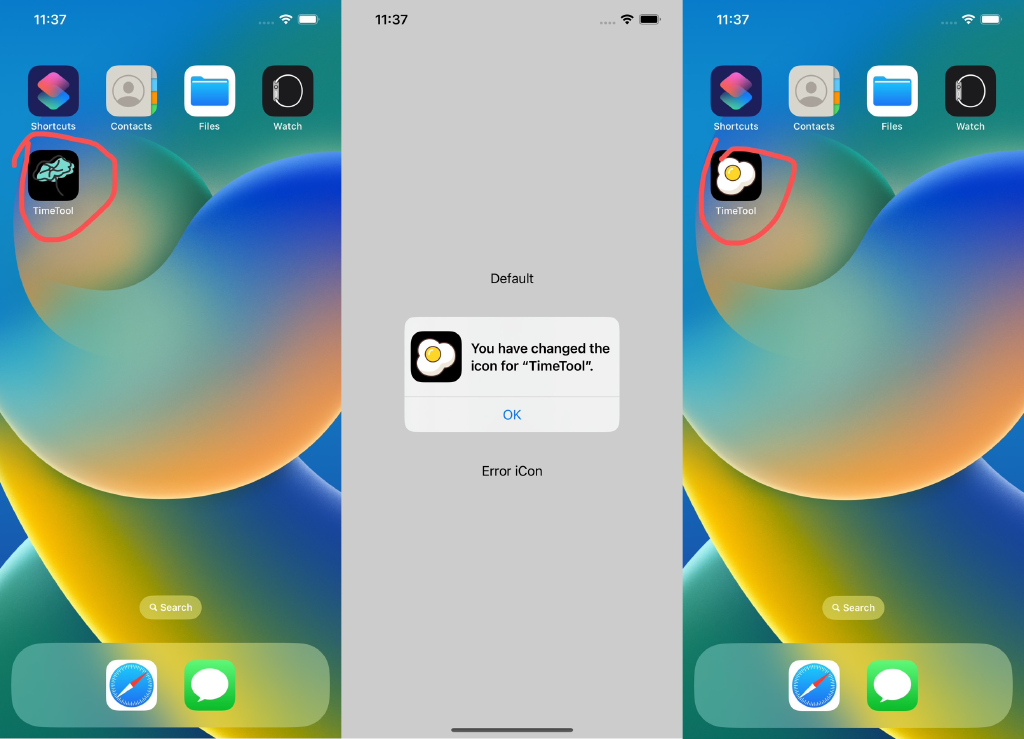 11:37
Shortcuts
Contacts
Files
Watch
TimeTool
Search
11:37
Default
You have changed the
icon for “TimeTool”.
OK
Error iCon
11:37
Shortcuts
Contacts
Files
Watch
TimeTool
Search